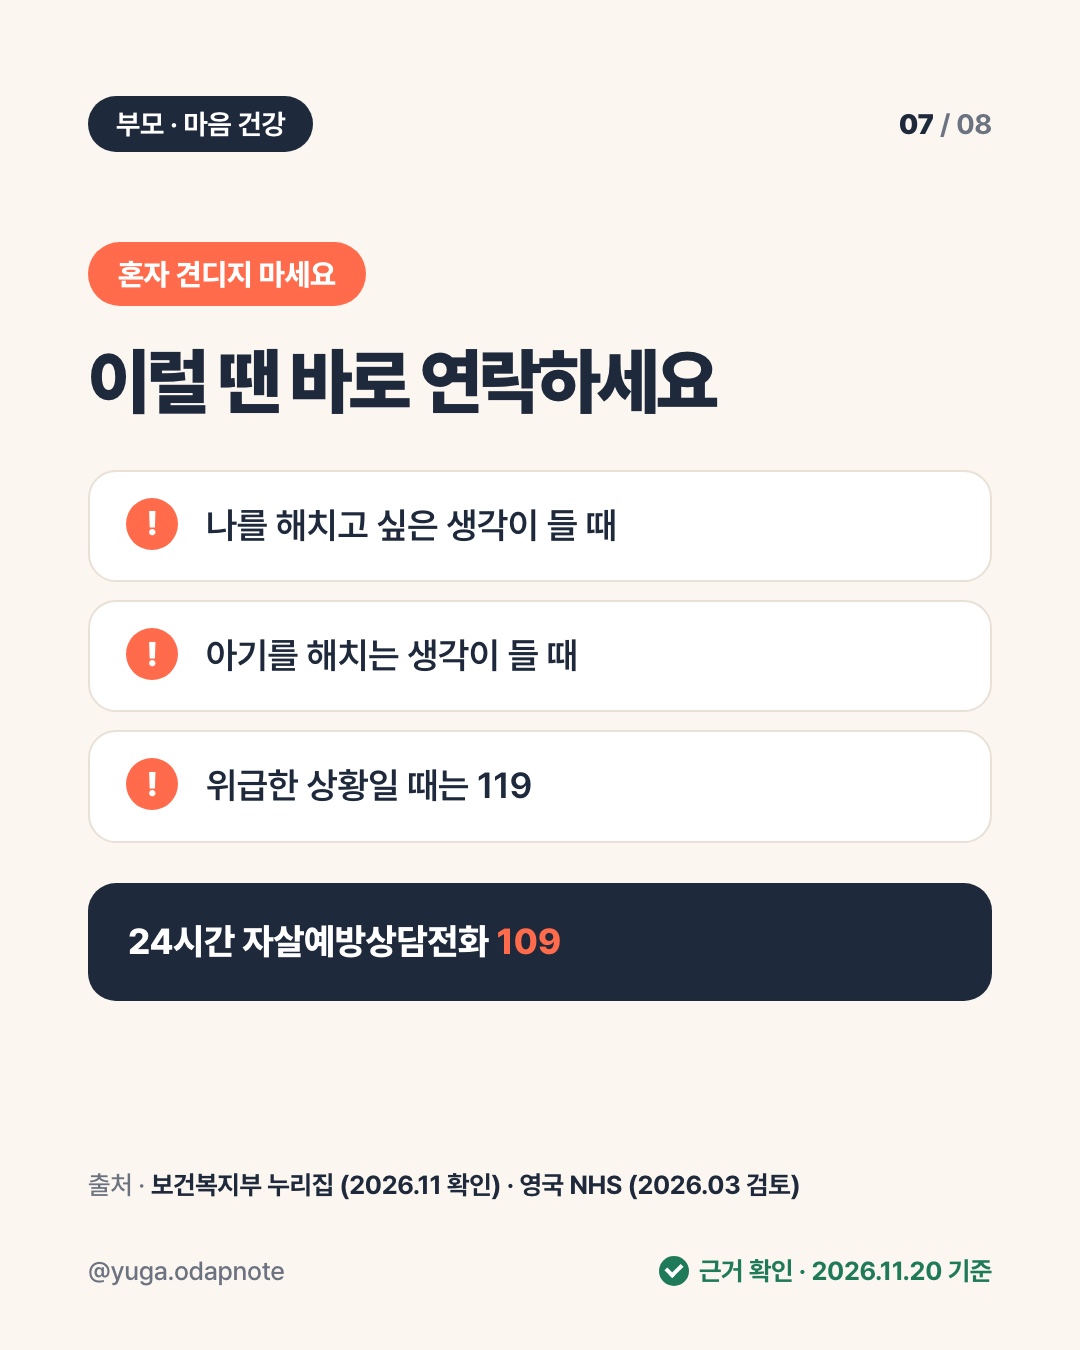 부모 · 마음 건강
07 / 08
혼자 견디지 마세요
이럴 땐 바로 연락하세요
! 나를 해치고 싶은 생각이 들 때
! 아기를 해치는 생각이 들 때
! 위급한 상황일 때는 119
24시간 자살예방상담전화 109
출처 · 보건복지부 누리집 (2026.11 확인) · 영국 NHS (2026.03 검토)
@yuga.odapnote
근거 확인 · 2026.11.20 기준